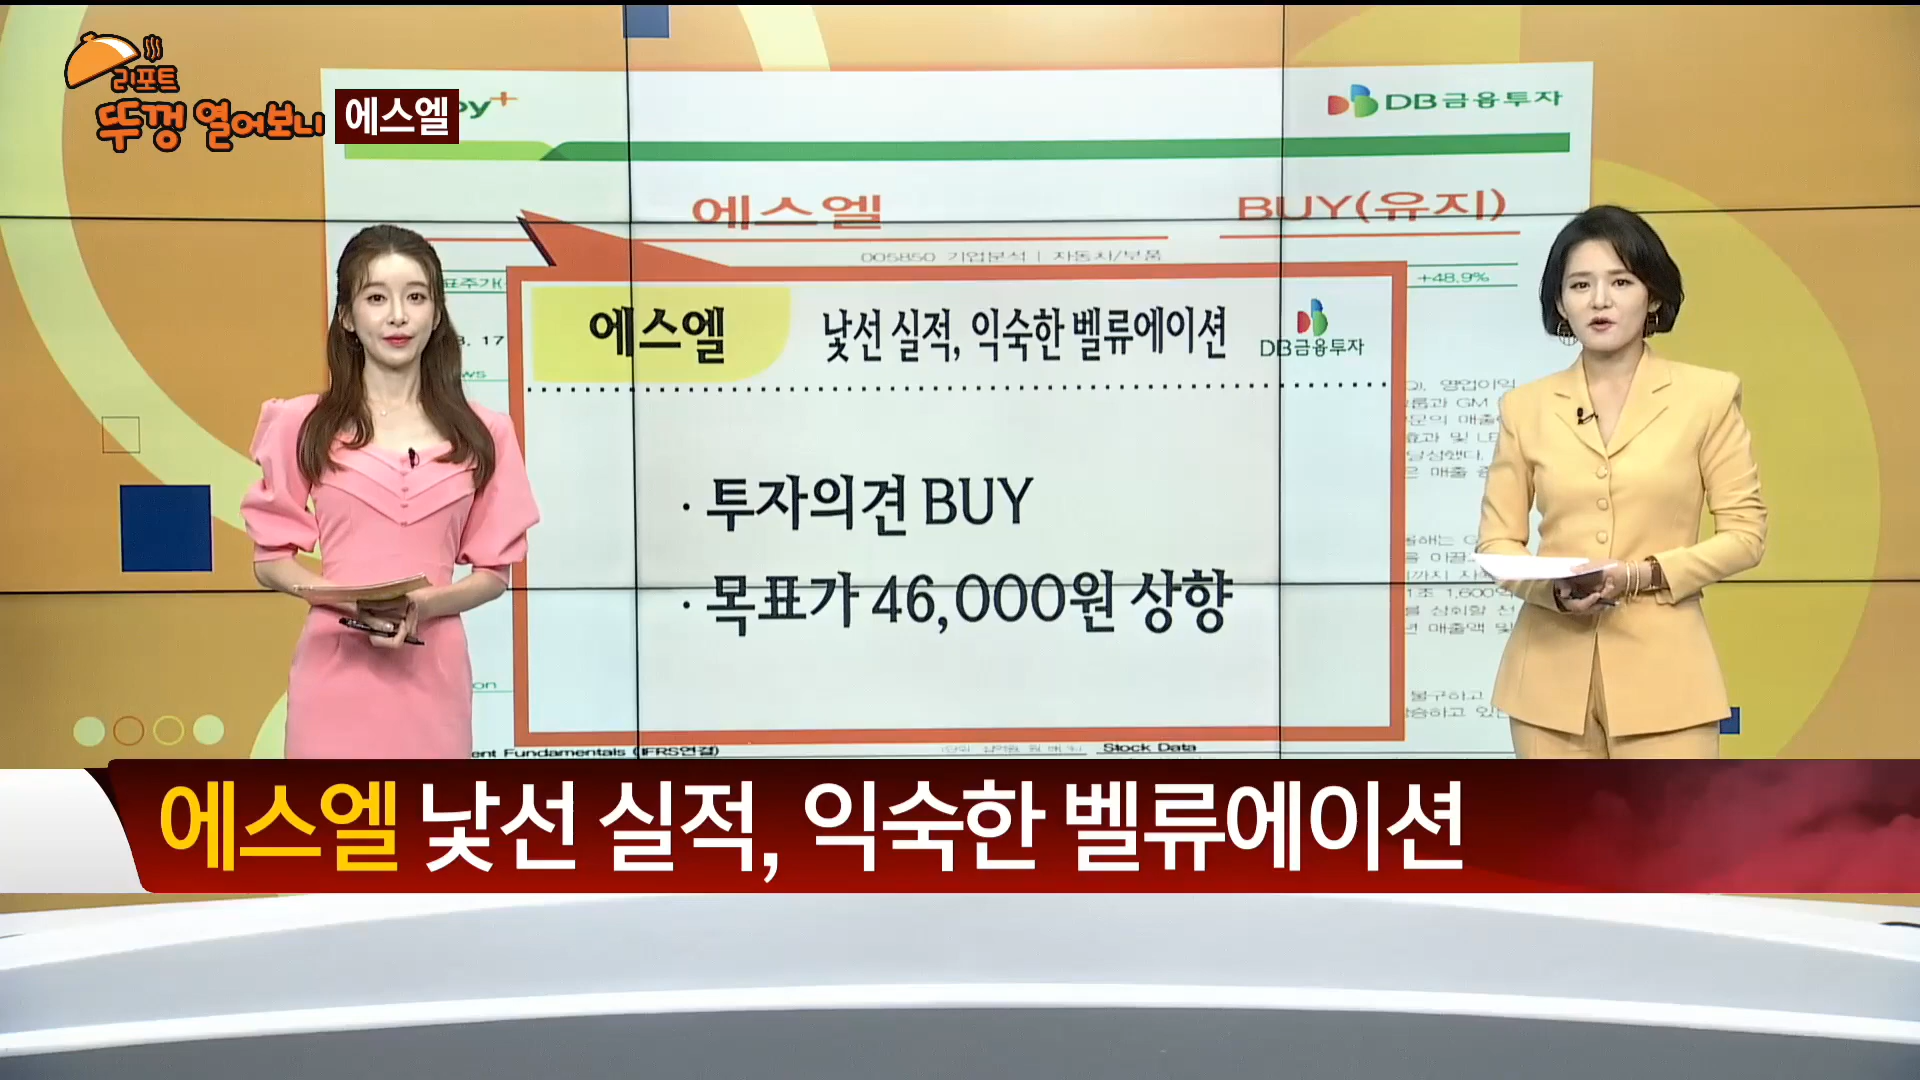 리포트
뚜껑 열어보니
에스엘
DB금융투자
에스엘
BUY(유지)
005850 기업분석 | 자동차/부품
+48.9%
에스엘
낯선 실적, 익숙한 벨류에이션
DB금융투자
· 투자의견 BUY
· 목표가 46,000원 상향
Stock Data
에스엘 낯선 실적, 익숙한 벨류에이션